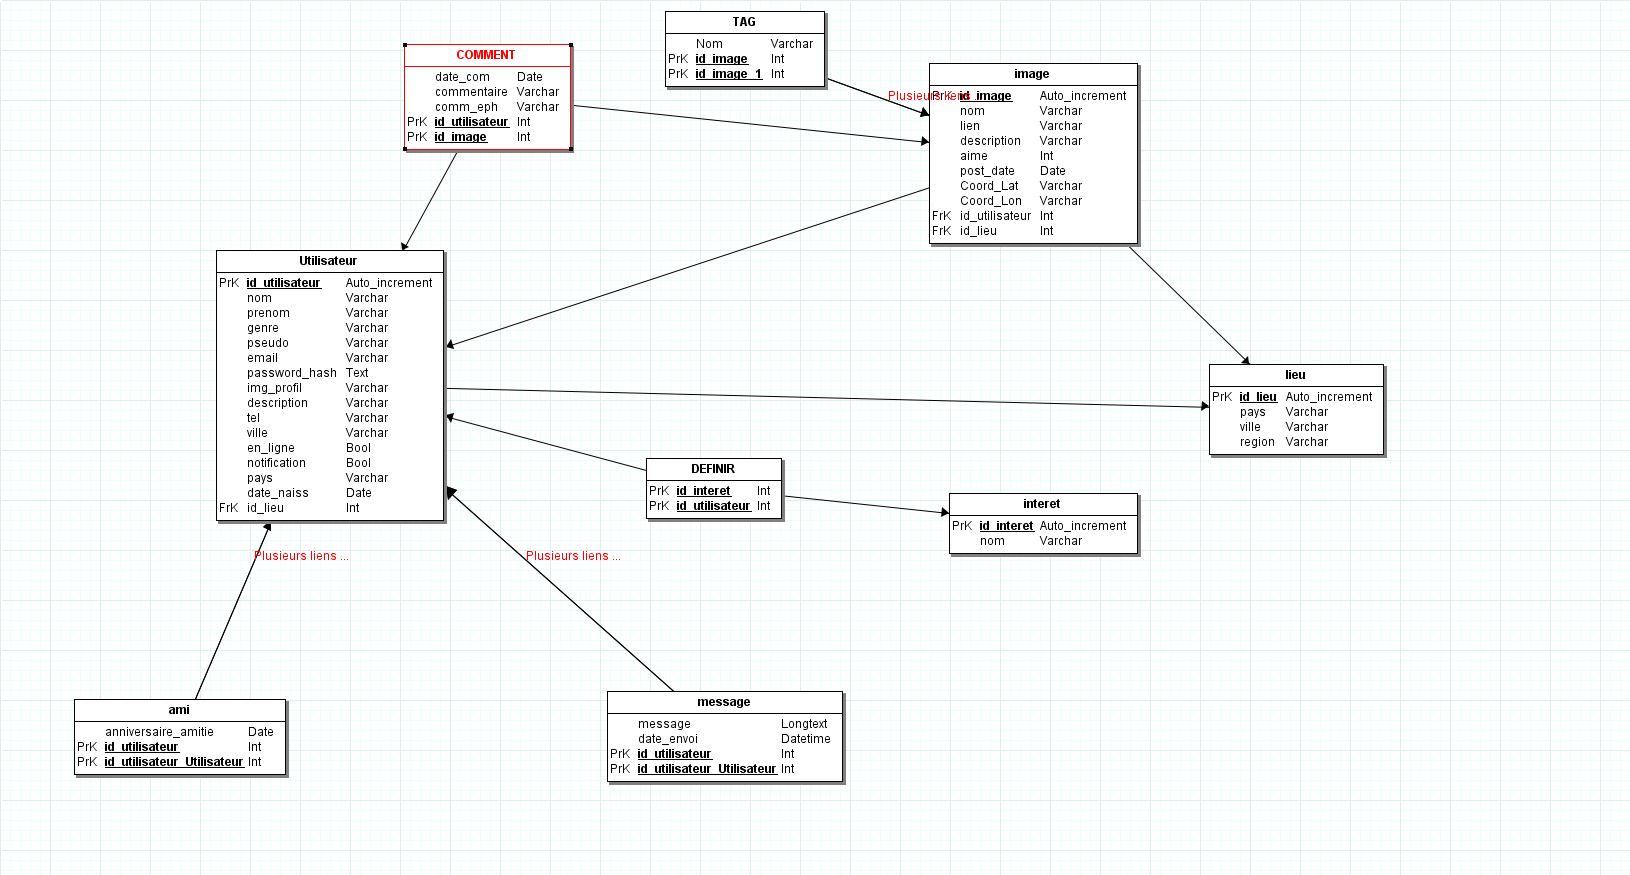 TAG
Nom Varchar
PrK id_image Int
PrK id_image_1 Int
COMMENT
date_com Date
commentaire Varchar
comm_eph Varchar
PrK id_utilisateur Int
PrK id_image Int
image
Plusieurs liens ...
PrK id_image Auto_increment
nom Varchar
lien Varchar
description Varchar
aime Int
post_date Date
Coord_Lat Varchar
Coord_Lon Varchar
FrK id_utilisateur Int
FrK id_lieu Int
Utilisateur
PrK id_utilisateur Auto_increment
nom Varchar
prenom Varchar
genre Varchar
pseudo Varchar
email Varchar
password_hash Text
img_profil Varchar
description Varchar
tel Varchar
ville Varchar
en_ligne Bool
notification Bool
pays Varchar
date_naiss Date
FrK id_lieu Int
lieu
PrK id_lieu Auto_increment
pays Varchar
ville Varchar
region Varchar
DEFINIR
PrK id_interet Int
PrK id_utilisateur Int
interet
PrK id_interet Auto_increment
nom Varchar
Plusieurs liens ...
Plusieurs liens ...
ami
anniversaire_amitie Date
PrK id_utilisateur Int
PrK id_utilisateur_Utilisateur Int
message
message Longtext
date_envoi Datetime
PrK id_utilisateur Int
PrK id_utilisateur_Utilisateur Int